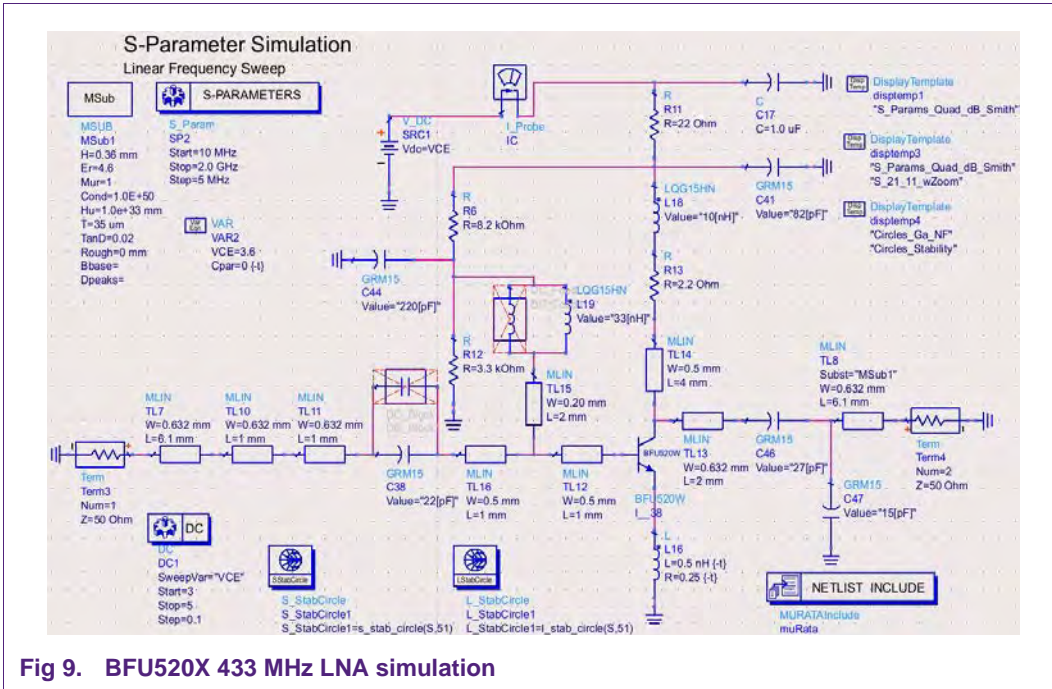 S-Parameter Simulation
Linear Frequency Sweep
MSub
S-PARAMETERS
MSUB
MSub1
H=0.36 mm
Er=4.6
Mur=1
Cond=1.0E+50
Hu=1.0e+33 mm
T=35 um
TanD=0.02
Rough=0 mm
Bbase=
Dpeaks=
S_Param
SP2
Start=10 MHz
Stop=2.0 GHz
Step=5 MHz
Var
Eqn
VAR
VAR2
VCE=3.6
Cpar=0 {-t}
V_DC
SRC1
Vdc=VCE
I_Probe
IC
R
R11
R=22 Ohm
C
C17
C=1.0 uF
Disp
Temp
DisplayTemplate
disptemp1
"S_Params_Quad_dB_Smith"
Disp
Temp
DisplayTemplate
disptemp3
"S_Params_Quad_dB_Smith"
"S_21_11_wZoom"
Disp
Temp
DisplayTemplate
disptemp4
"Circles_Ga_NF"
"Circles_Stability"
R
R6
R=8.2 kOhm
LQG15HN
L18
Value="10[nH]"
GRM15
C41
Value="82[pF]"
GRM15
C44
Value="220[pF]"
LQG15HN
L19
Value="33[nH]"
R
R13
R=2.2 Ohm
R
R12
R=3.3 kOhm
MLIN
TL15
W=0.20 mm
L=2 mm
MLIN
TL14
W=0.5 mm
L=4 mm
MLIN
TL8
Subst="MSub1"
W=0.632 mm
L=6.1 mm
MLIN
TL7
W=0.632 mm
L=6.1 mm
MLIN
TL10
W=0.632 mm
L=1 mm
MLIN
TL11
W=0.632 mm
L=1 mm
Term
Term3
Num=1
Z=50 Ohm
GRM15
C38
Value="22[pF]"
MLIN
TL16
W=0.5 mm
L=1 mm
MLIN
TL12
W=0.5 mm
L=1 mm
BFU520W
BFU520W
I__38
MLIN
TL13
W=0.632 mm
L=2 mm
GRM15
C46
Value="27[pF]"
GRM15
C47
Value="15[pF]"
Term
Term4
Num=2
Z=50 Ohm
L
L16
L=0.5 nH {-t}
R=0.25 {-t}
DC
DC
DC1
SweepVar="VCE"
Start=3
Stop=5
Step=0.1
SStabCircle
S_StabCircle
S_StabCircle1
S_StabCircle1=s_stab_circle(S,51)
LStabCircle
L_StabCircle
L_StabCircle1
L_StabCircle1=l_stab_circle(S,51)
NETLIST INCLUDE
MURATAInclude
muRata
Fig 9. BFU520X 433 MHz LNA simulation